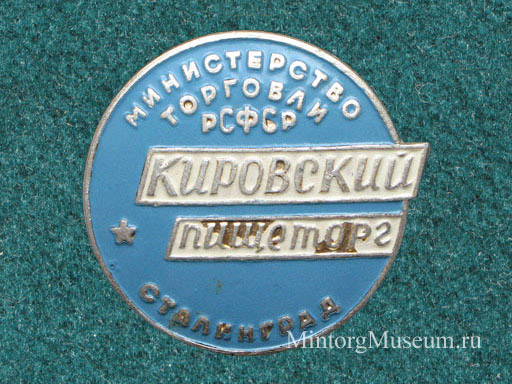 МИНИСТЕРСТВО
ТОРГОВЛИ
РСФСР
КИРОВСКИЙ
пищеторг
СТАЛИНГРАД
MintorgMuseum.ru